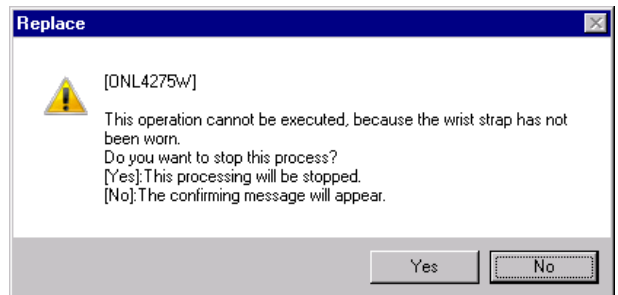 Replace
[ONL4275W]
This operation cannot be executed, because the wrist strap has not
been worn.
Do you want to stop this process?
[Yes]:This processing will be stopped.
[No]:The confirming message will appear.
Yes
No